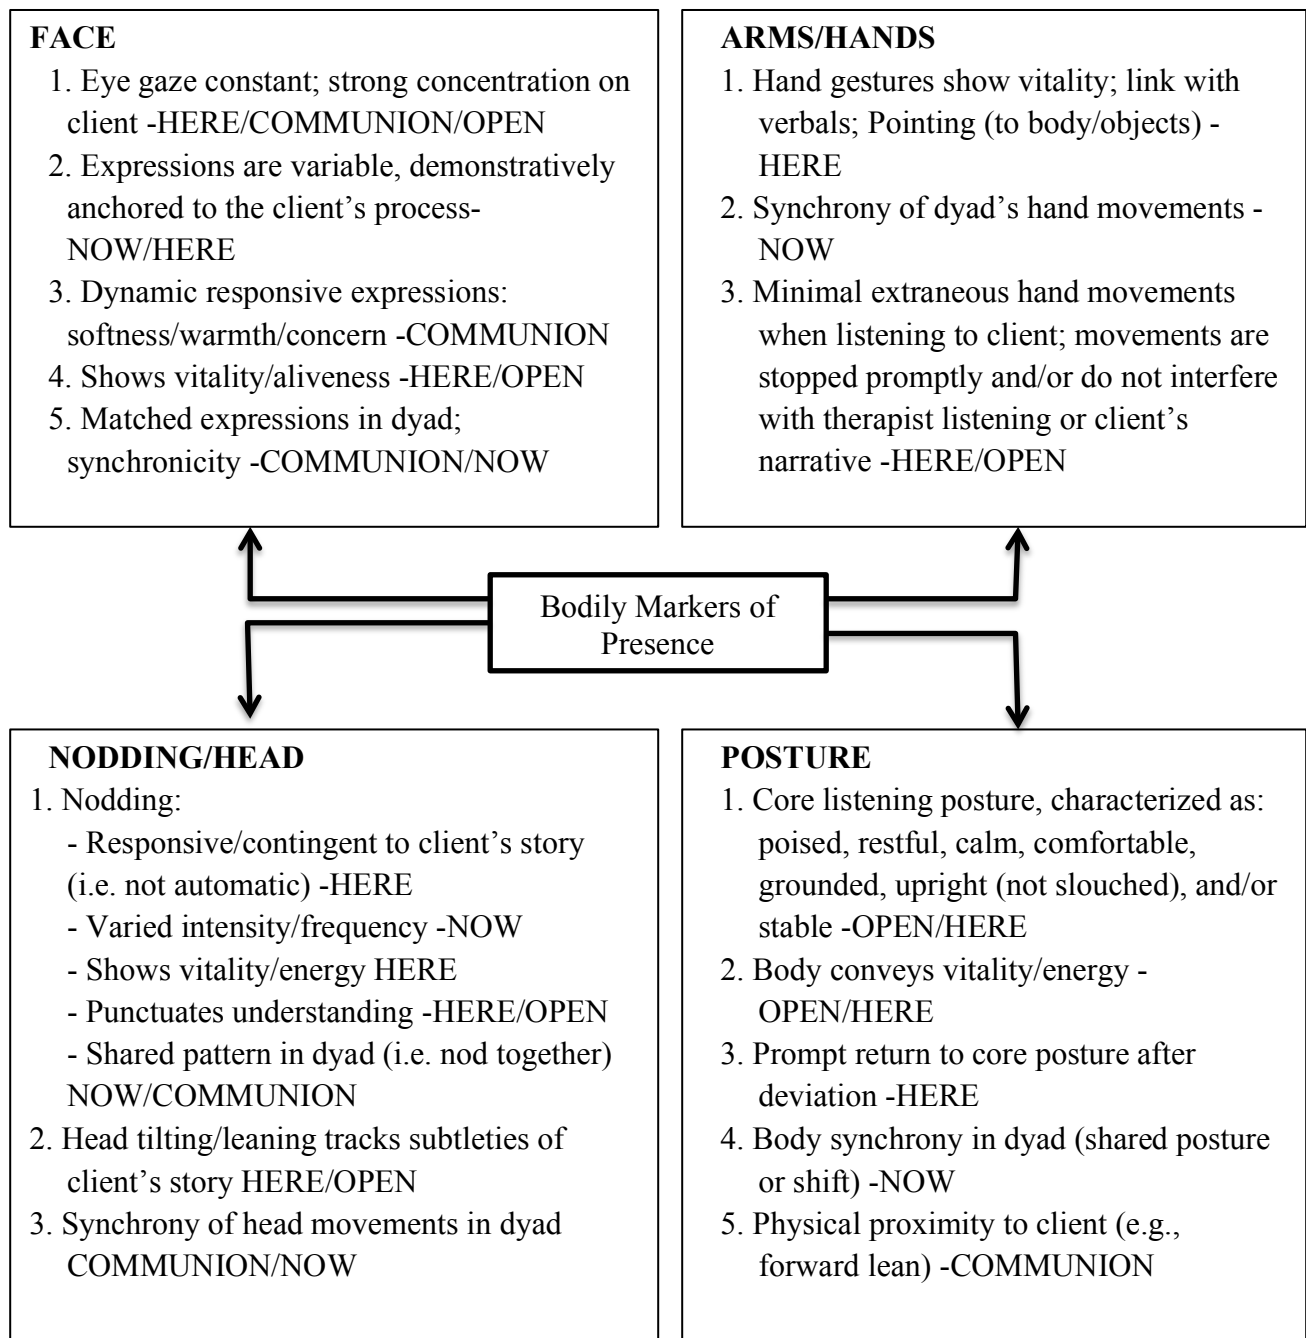 FACE
1. Eye gaze constant; strong concentration on
client -HERE/COMMUNION/OPEN
2. Expressions are variable, demonstratively
anchored to the client’s process-
NOW/HERE
3. Dynamic responsive expressions:
softness/warmth/concern -COMMUNION
4. Shows vitality/aliveness -HERE/OPEN
5. Matched expressions in dyad;
synchronicity -COMMUNION/NOW
ARMS/HANDS
1. Hand gestures show vitality; link with
verbals; Pointing (to body/objects) -
HERE
2. Synchrony of dyad’s hand movements -
NOW
3. Minimal extraneous hand movements
when listening to client; movements are
stopped promptly and/or do not interfere
with therapist listening or client’s
narrative -HERE/OPEN
Bodily Markers of
Presence
NODDING/HEAD
1. Nodding:
- Responsive/contingent to client’s story
(i.e. not automatic) -HERE
- Varied intensity/frequency -NOW
- Shows vitality/energy HERE
- Punctuates understanding -HERE/OPEN
- Shared pattern in dyad (i.e. nod together)
NOW/COMMUNION
2. Head tilting/leaning tracks subtleties of
client’s story HERE/OPEN
3. Synchrony of head movements in dyad
COMMUNION/NOW
POSTURE
1. Core listening posture, characterized as:
poised, restful, calm, comfortable,
grounded, upright (not slouched), and/or
stable -OPEN/HERE
2. Body conveys vitality/energy -
OPEN/HERE
3. Prompt return to core posture after
deviation -HERE
4. Body synchrony in dyad (shared posture
or shift) -NOW
5. Physical proximity to client (e.g.,
forward lean) -COMMUNION